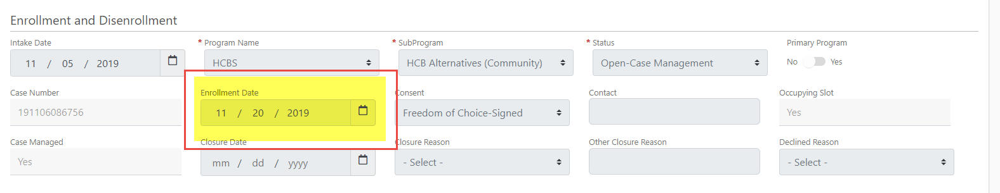 Enrollment and Disenrollment
Intake Date * Program Name * SubProgram * Status Primary Program
11 / 05 / 2019 HCBS HCB Alternatives (Community) Open-Case Management No Yes
Case Number Enrollment Date Consent Contact Occupying Slot
191106086756 11 / 20 / 2019 Freedom of Choice-Signed Yes
Case Managed Closure Date Closure Reason Other Closure Reason Declined Reason
Yes mm / dd / yyyy - Select - - Select -